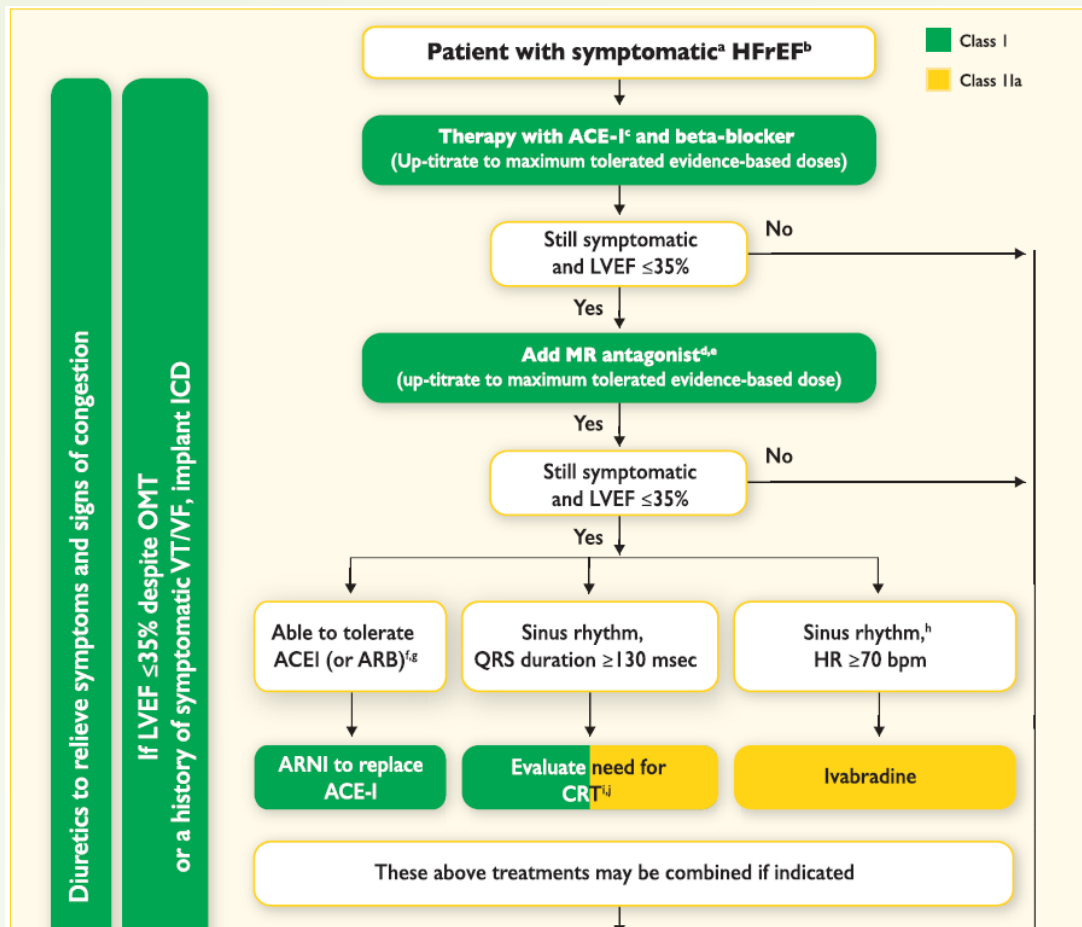 Patient with symptomaticᵃ HFrEFᵇ
Class I
Class IIa
Therapy with ACE-Iᶜ and beta-blocker
(Up-titrate to maximum tolerated evidence-based doses)
Still symptomatic
and LVEF ≤35%
No
Yes
Add MR antagonistᵈ,ᵉ
(up-titrate to maximum tolerated evidence-based dose)
Yes
Still symptomatic
and LVEF ≤35%
No
Yes
Able to tolerate
ACEI (or ARB)ᶠ,ᵍ
Sinus rhythm,
QRS duration ≥130 msec
Sinus rhythm,ʰ
HR ≥70 bpm
ARNI to replace
ACE-I
Evaluate need for
CRTⁱ,ʲ
Ivabradine
These above treatments may be combined if indicated
Diuretics to relieve symptoms and signs of congestion
If LVEF ≤35% despite OMT
or a history of symptomatic VT/VF, implant ICD